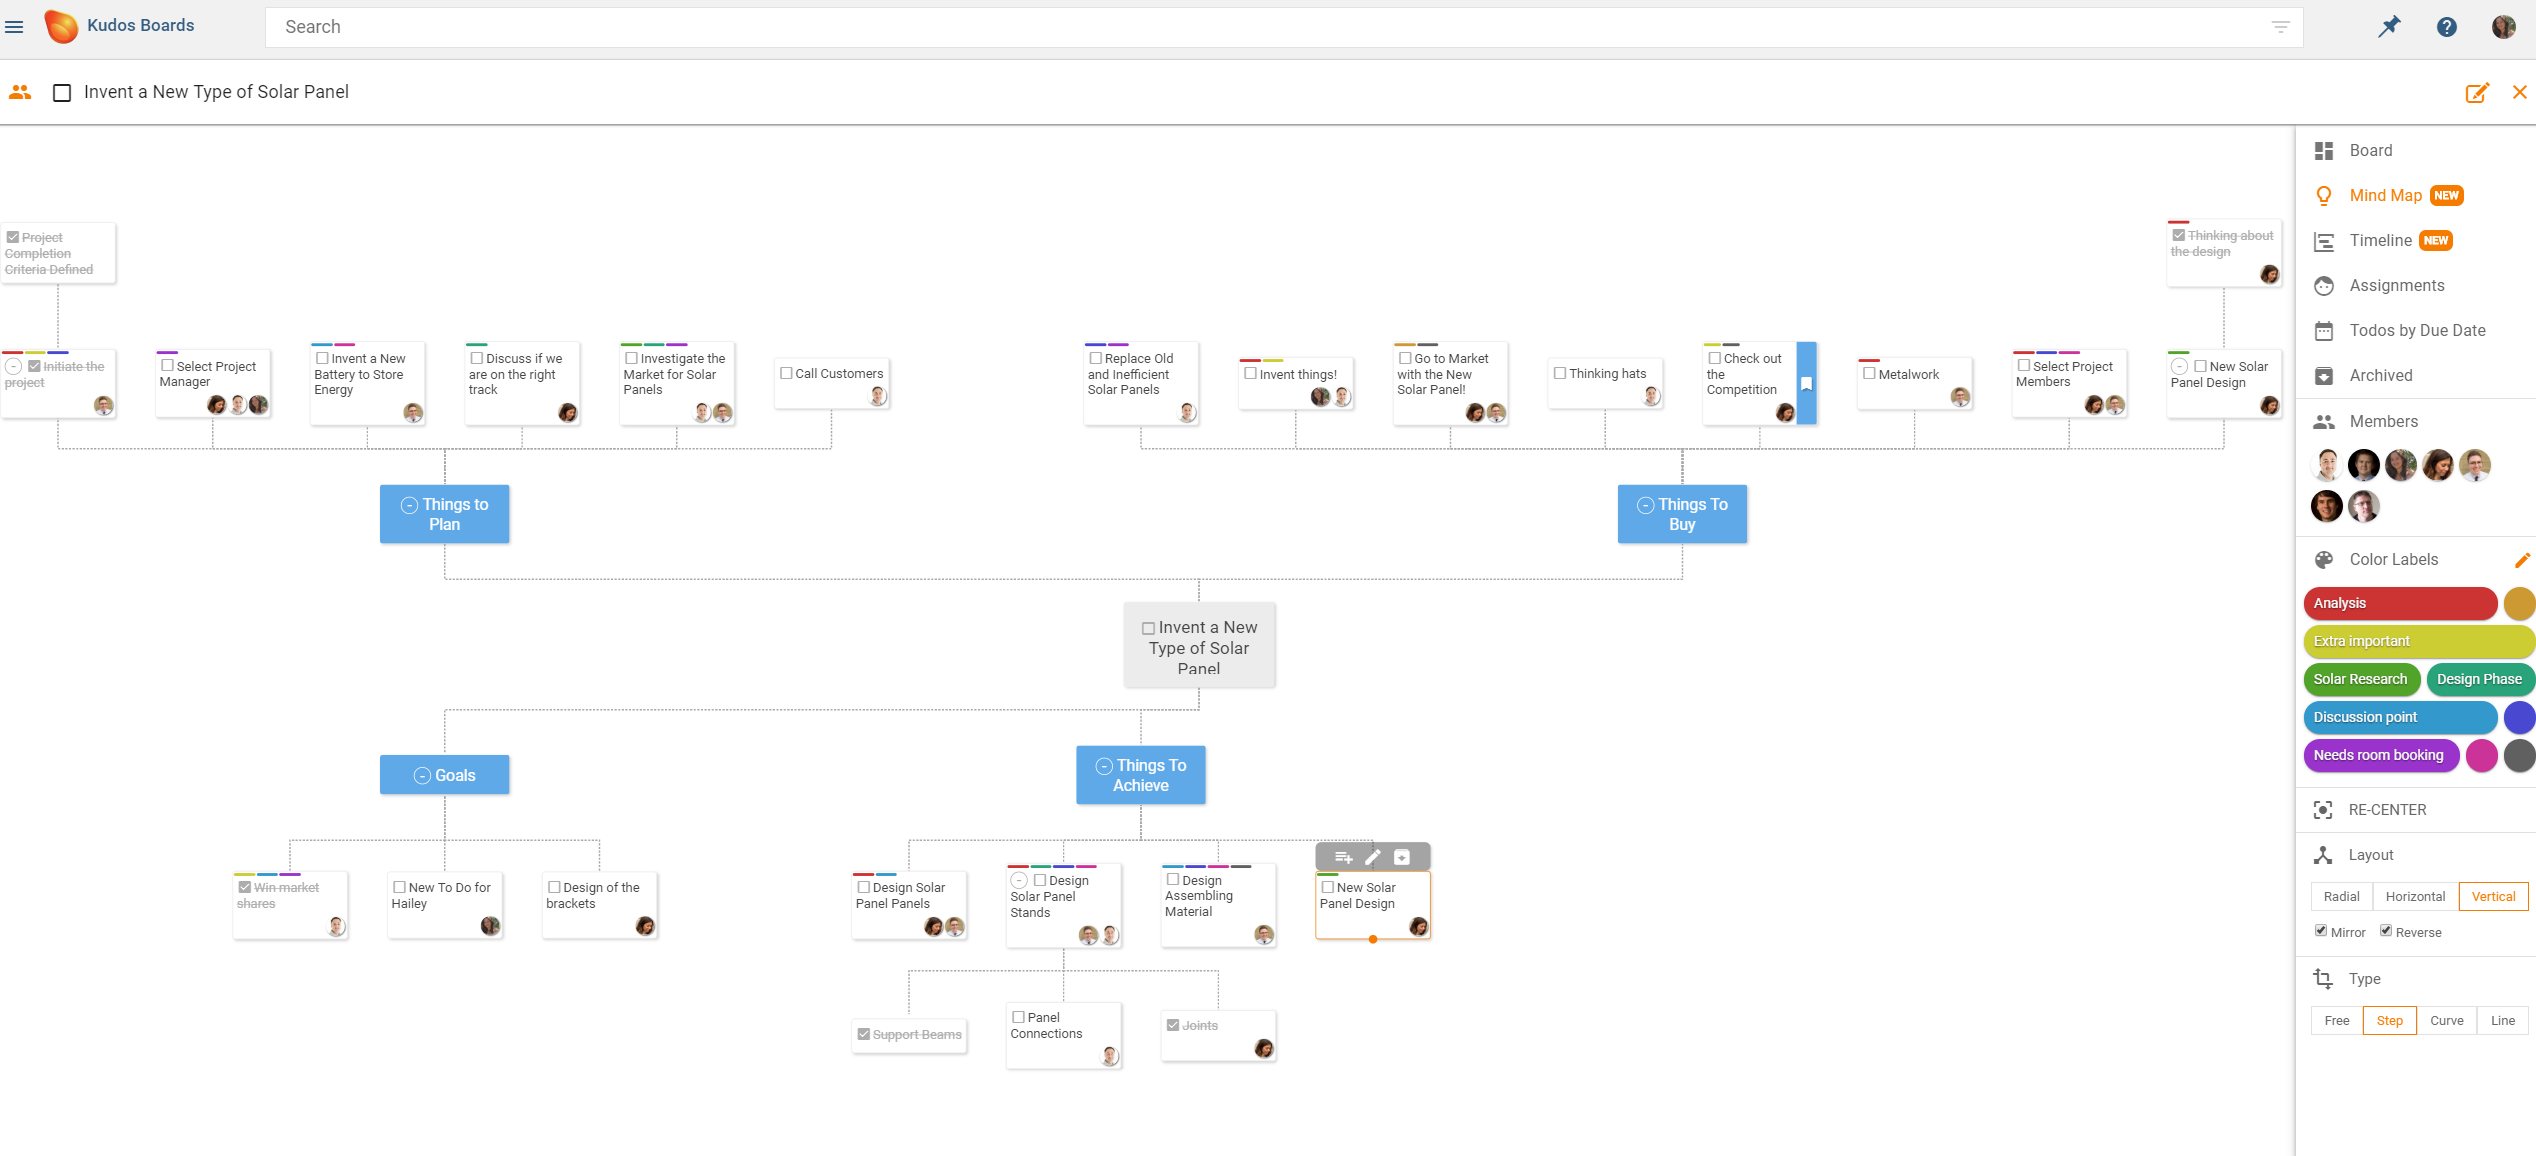 Kudos Boards
Search
Invent a New Type of Solar Panel
Project
Completion
Criteria Defined
Thinking about
the design
Initiate the
project
Select Project
Manager
Invent a New
Battery to Store
Energy
Discuss if we
are on the right
track
Investigate the
Market for Solar
Panels
Call Customers
Replace Old
and Inefficient
Solar Panels
Invent things!
Go to Market
with the New
Solar Panel!
Thinking hats
Check out
the
Competition
Metalwork
Select Project
Members
New Solar
Panel Design
Things to
Plan
Things To
Buy
Invent a New
Type of Solar
Panel
Goals
Things To
Achieve
Win market
shares
New To Do for
Hailey
Design of the
brackets
Design Solar
Panel Panels
Design
Solar Panel
Stands
Design
Assembling
Material
New Solar
Panel Design
Support Beams
Panel
Connections
Joints
Board
Mind Map NEW
Timeline NEW
Assignments
Todos by Due Date
Archived
Members
Color Labels
Analysis
Extra important
Solar Research Design Phase
Discussion point
Needs room booking
RE-CENTER
Layout
Radial Horizontal Vertical
Mirror Reverse
Type
Free Step Curve Line